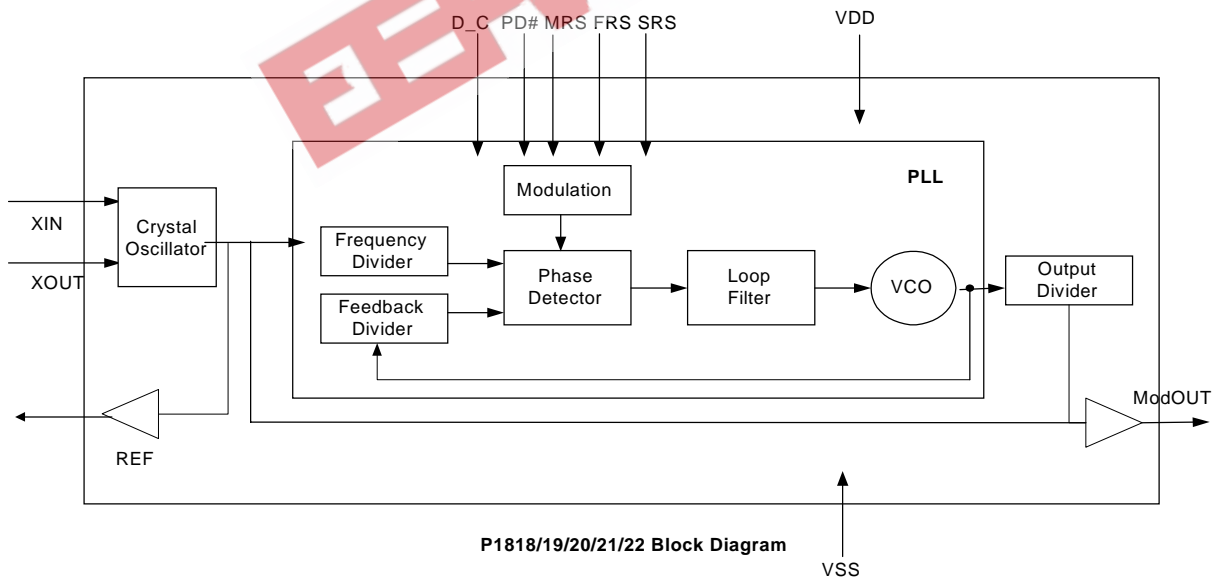 D_C PD# MRS FRS SRS
VDD
PLL
Modulation
XIN
Crystal
Oscillator
XOUT
Frequency
Divider
Phase
Detector
Loop
Filter
VCO
Output
Divider
Feedback
Divider
ModOUT
REF
P1818/19/20/21/22 Block Diagram
VSS